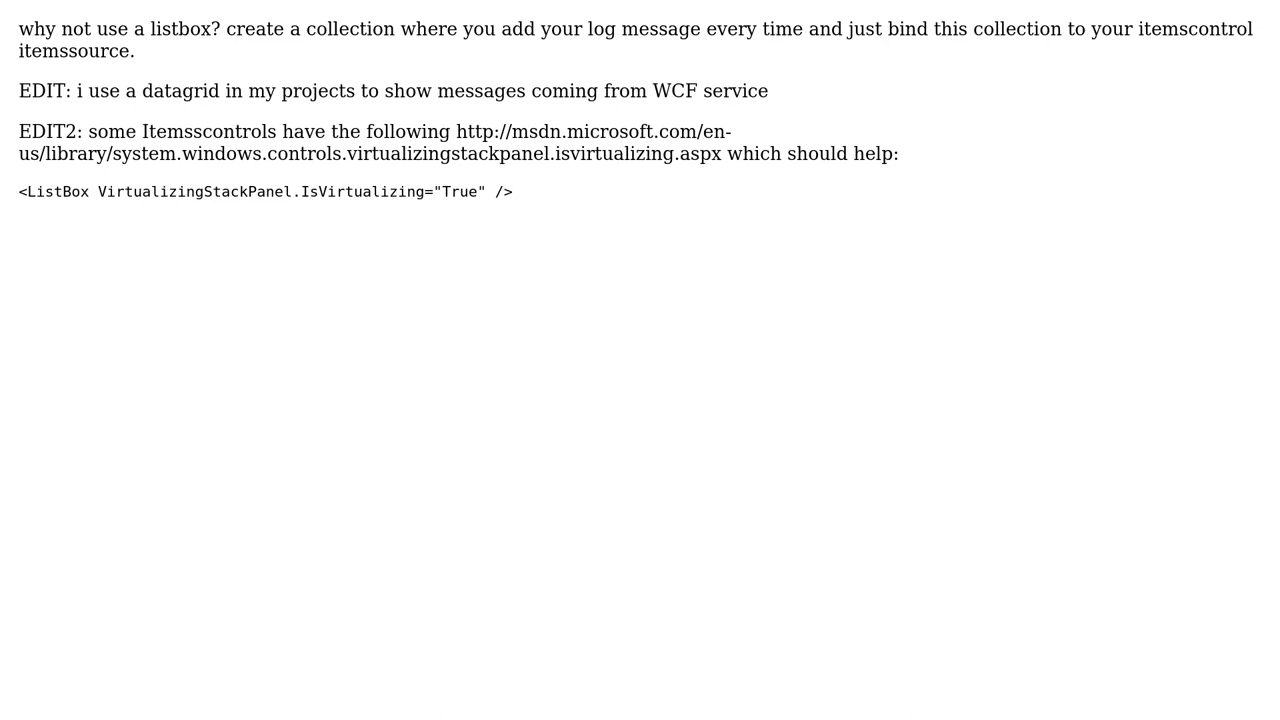 why not use a listbox? create a collection where you add your log message every time and just bind this collection to your itemscontrol
itemssource.
EDIT: i use a datagrid in my projects to show messages coming from WCF service
EDIT2: some Itemsscontrols have the following http://msdn.microsoft.com/en-
us/library/system.windows.controls.virtualizingstackpanel.isvirtualizing.aspx which should help:
<ListBox VirtualizingStackPanel.IsVirtualizing="True" />